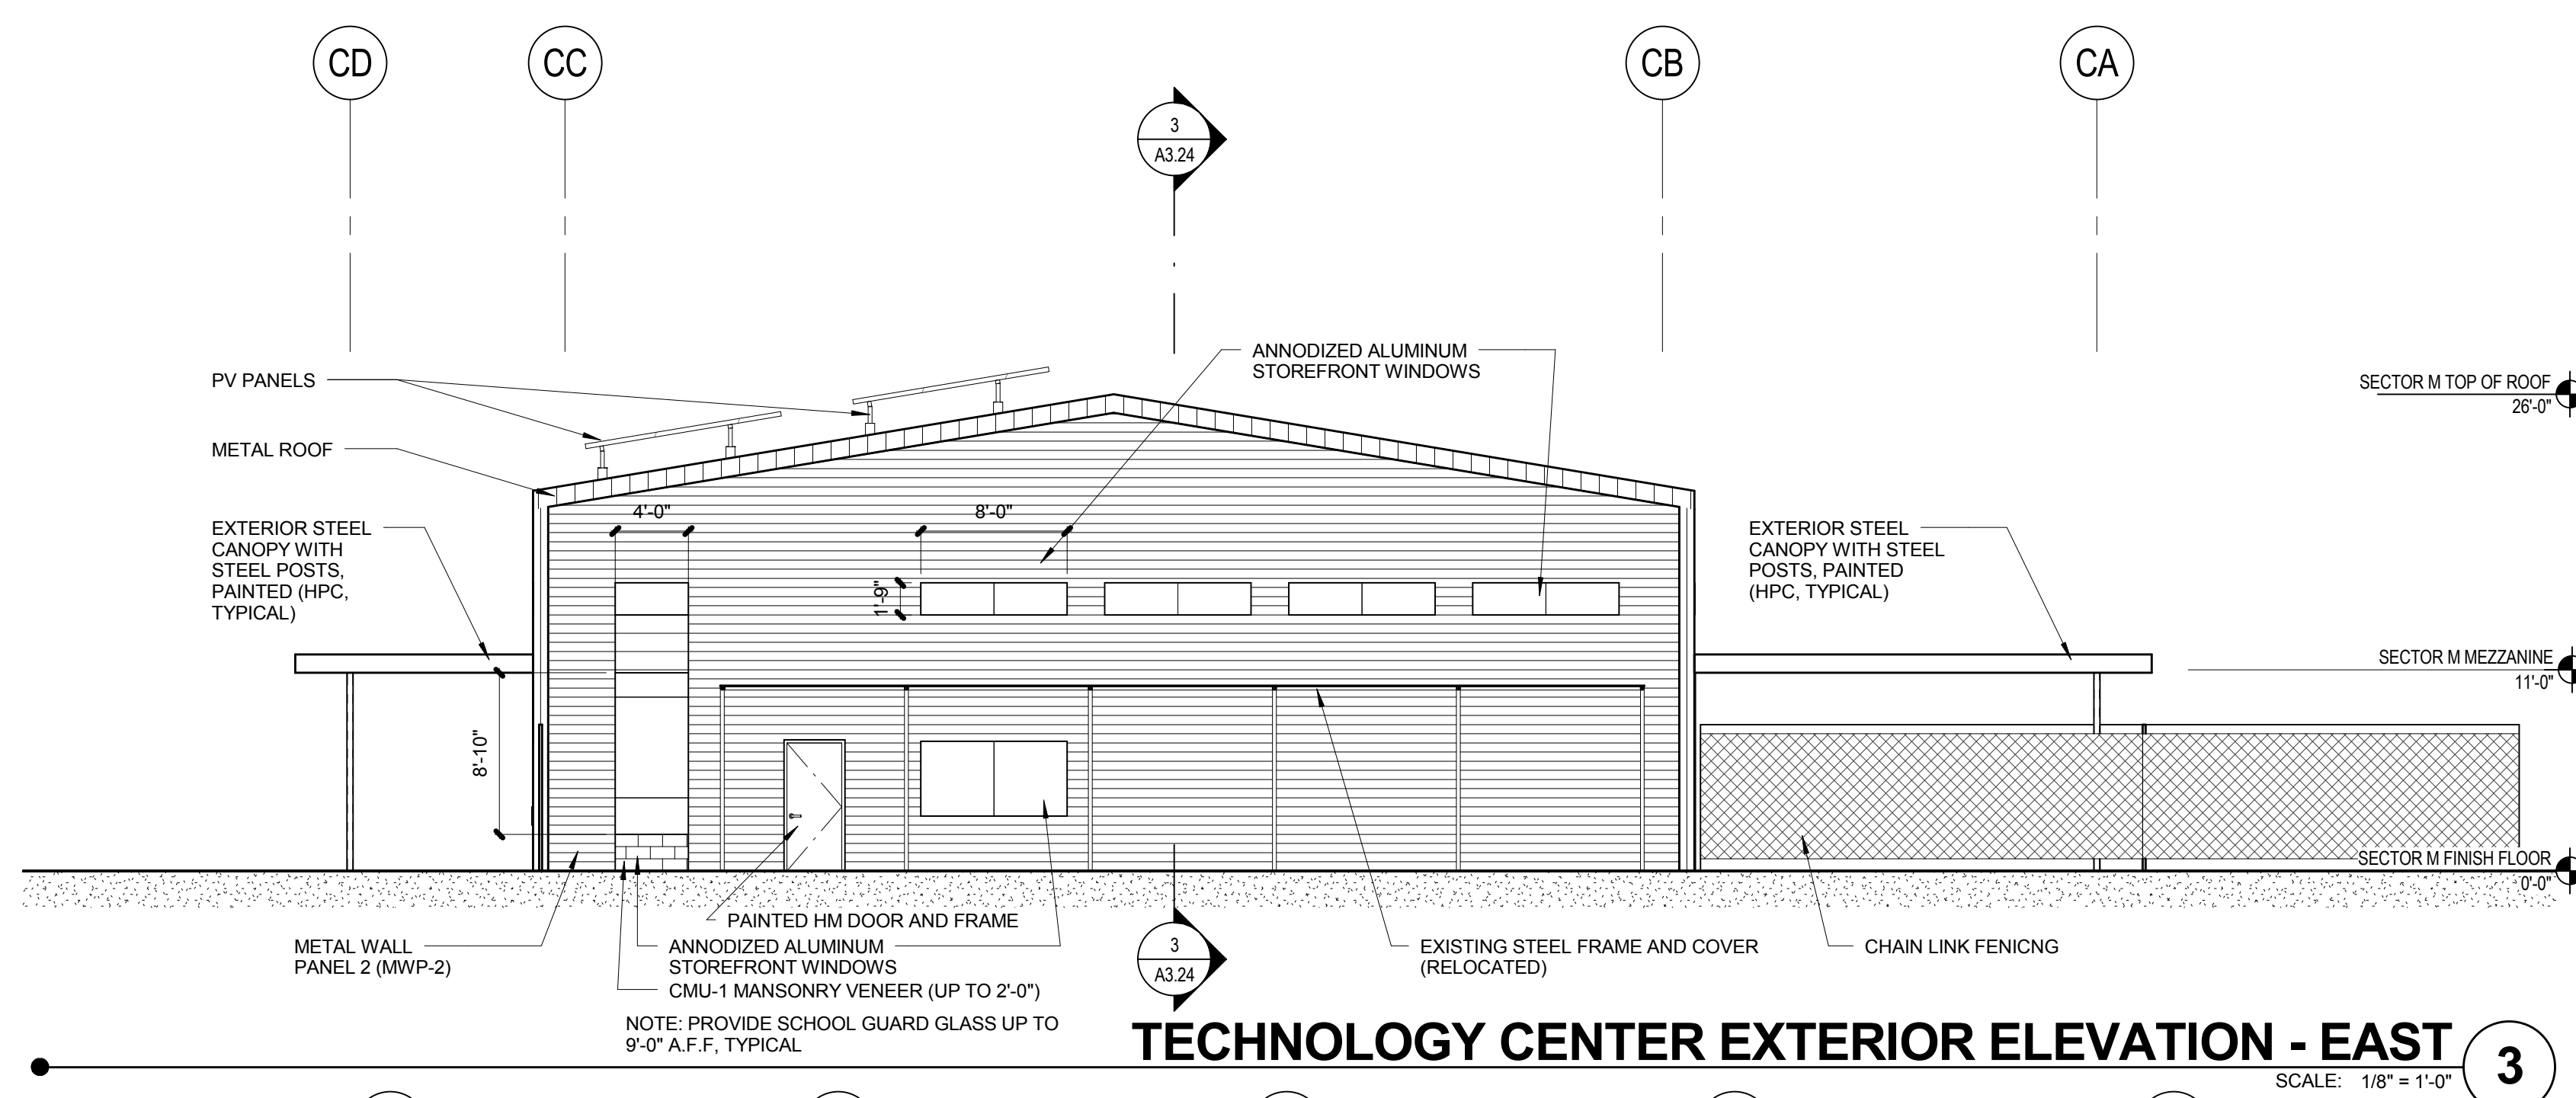 CD
CC
CB
CA
3
A3.24
ANNODIZED ALUMINUM
STOREFRONT WINDOWS
PV PANELS
SECTOR M TOP OF ROOF
26'-0"
METAL ROOF
4'-0"
8'-0"
EXTERIOR STEEL
CANOPY WITH
STEEL POSTS,
PAINTED (HPC,
TYPICAL)
EXTERIOR STEEL
CANOPY WITH STEEL
POSTS, PAINTED
(HPC, TYPICAL)
1'-9"
SECTOR M MEZZANINE
11'-0"
8'-10"
SECTOR M FINISH FLOOR
0'-0"
PAINTED HM DOOR AND FRAME
METAL WALL
PANEL 2 (MWP-2)
ANNODIZED ALUMINUM
STOREFRONT WINDOWS
CMU-1 MANSONRY VENEER (UP TO 2'-0")
NOTE: PROVIDE SCHOOL GUARD GLASS UP TO
9'-0" A.F.F, TYPICAL
3
A3.24
EXISTING STEEL FRAME AND COVER
(RELOCATED)
CHAIN LINK FENICNG
TECHNOLOGY CENTER EXTERIOR ELEVATION - EAST
3
SCALE: 1/8" = 1'-0"